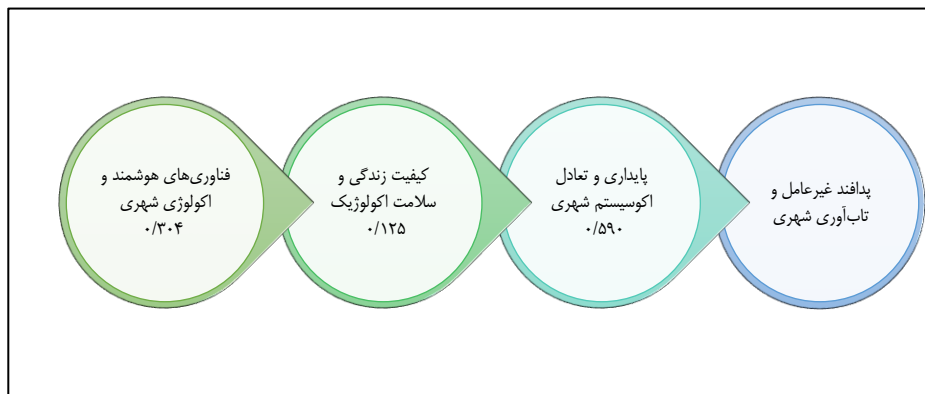 پدافند غیرعامل و
تاب‌آوری شهری
پایداری و تعادل
اکوسیستم شهری
۰/۵۹۰
کیفیت زندگی و
سلامت اکولوژیک
۰/۱۲۵
فناوری‌های هوشمند و
اکولوژی شهری
۰/۳۰۴